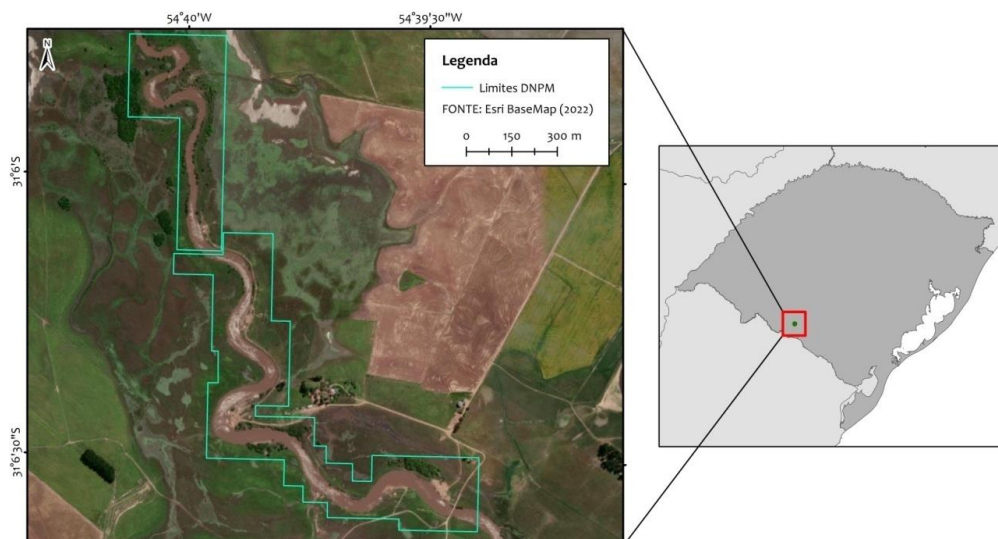 54°40'W
54°39'30"W
N
Legenda
Limites DNPM
FONTE: Esri BaseMap (2022)
0 150 300 m
31°6'S
31°6'30"S